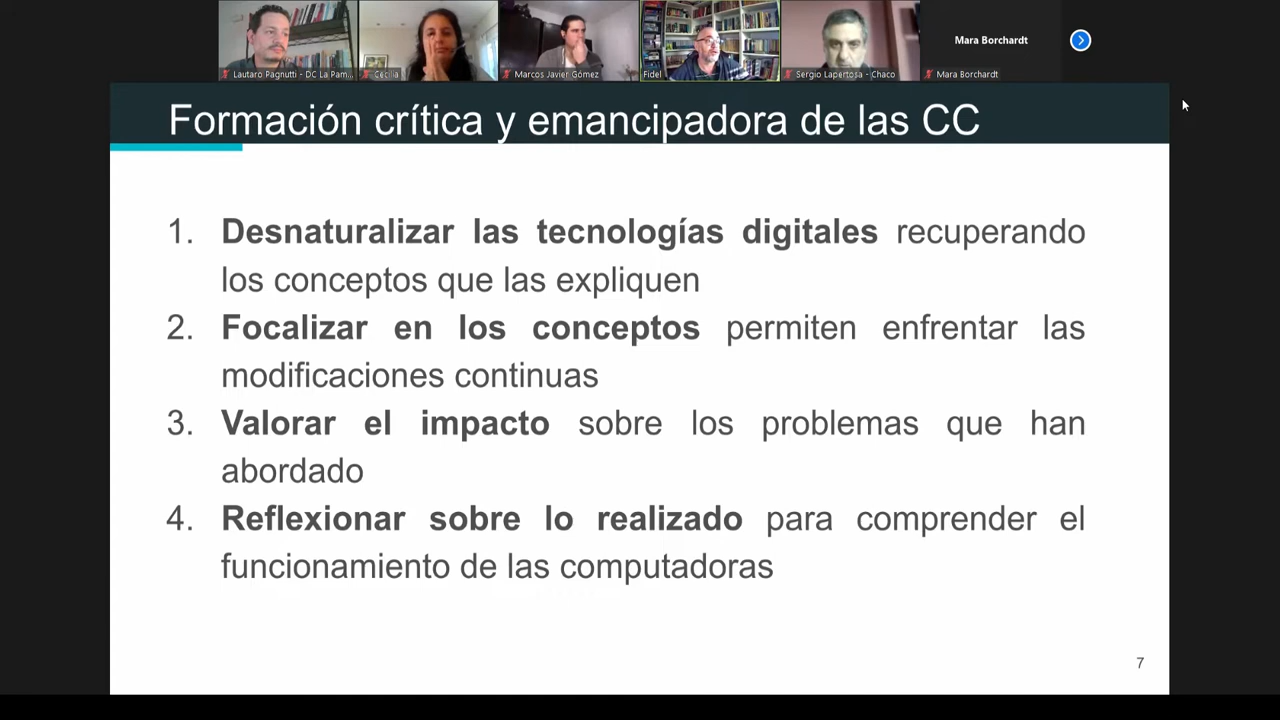 Mara Borchardt
Lautaro Pagnutti - DC La Pam...
Cecilia
Marcos Javier Gómez
Fidel
Sergio Lapertosa - Chaco
Mara Borchardt
Formación crítica y emancipadora de las CC
1. Desnaturalizar las tecnologías digitales recuperando
los conceptos que las expliquen
2. Focalizar en los conceptos permiten enfrentar las
modificaciones continuas
3. Valorar el impacto sobre los problemas que han
abordado
4. Reflexionar sobre lo realizado para comprender el
funcionamiento de las computadoras
7